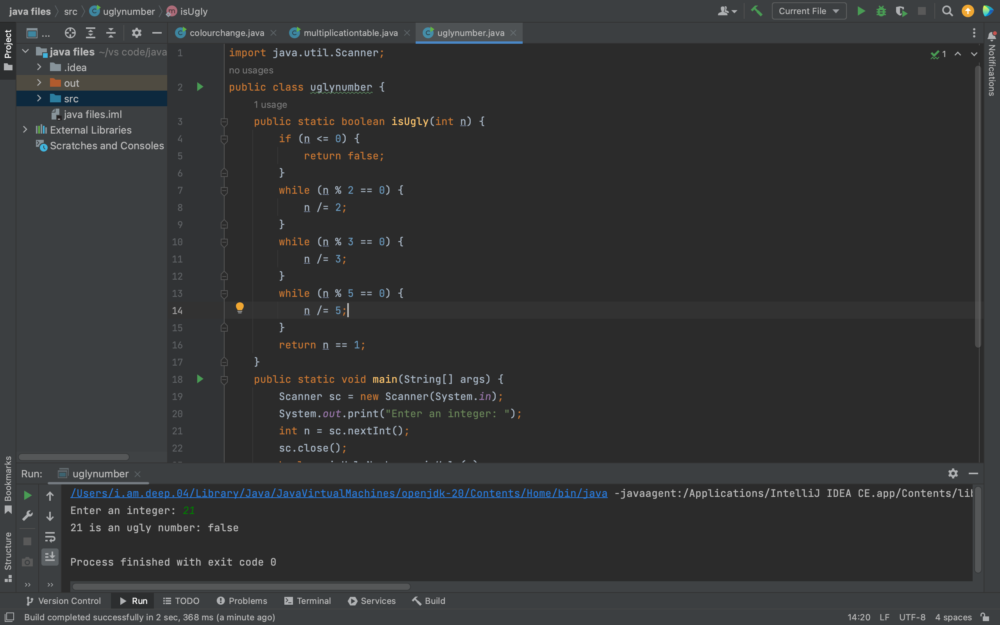 java files src uglynumber isUgly
Current File
Project
...
colourchange.java
multiplicationtable.java
uglynumber.java
Notifications
java files ~/vs code/java
.idea
out
src
java files.iml
External Libraries
Scratches and Consoles
1
1 import java.util.Scanner;
no usages
2 public class uglynumber {
1 usage
3 public static boolean isUgly(int n) {
4 if (n <= 0) {
5 return false;
6 }
7 while (n % 2 == 0) {
8 n /= 2;
9 }
10 while (n % 3 == 0) {
11 n /= 3;
12 }
13 while (n % 5 == 0) {
14 n /= 5;
15 }
16 return n == 1;
17 }
18 public static void main(String[] args) {
19 Scanner sc = new Scanner(System.in);
20 System.out.print("Enter an integer: ");
21 int n = sc.nextInt();
22 sc.close();
Bookmarks
Structure
Run: uglynumber
/Users/i.am.deep.04/Library/Java/JavaVirtualMachines/openjdk-20/Contents/Home/bin/java -javaagent:/Applications/IntelliJ IDEA CE.app/Contents/lib
Enter an integer: 21
21 is an ugly number: false
Process finished with exit code 0
Version Control Run TODO Problems Terminal Services Build
Build completed successfully in 2 sec, 368 ms (a minute ago)
14:20 LF UTF-8 4 spaces